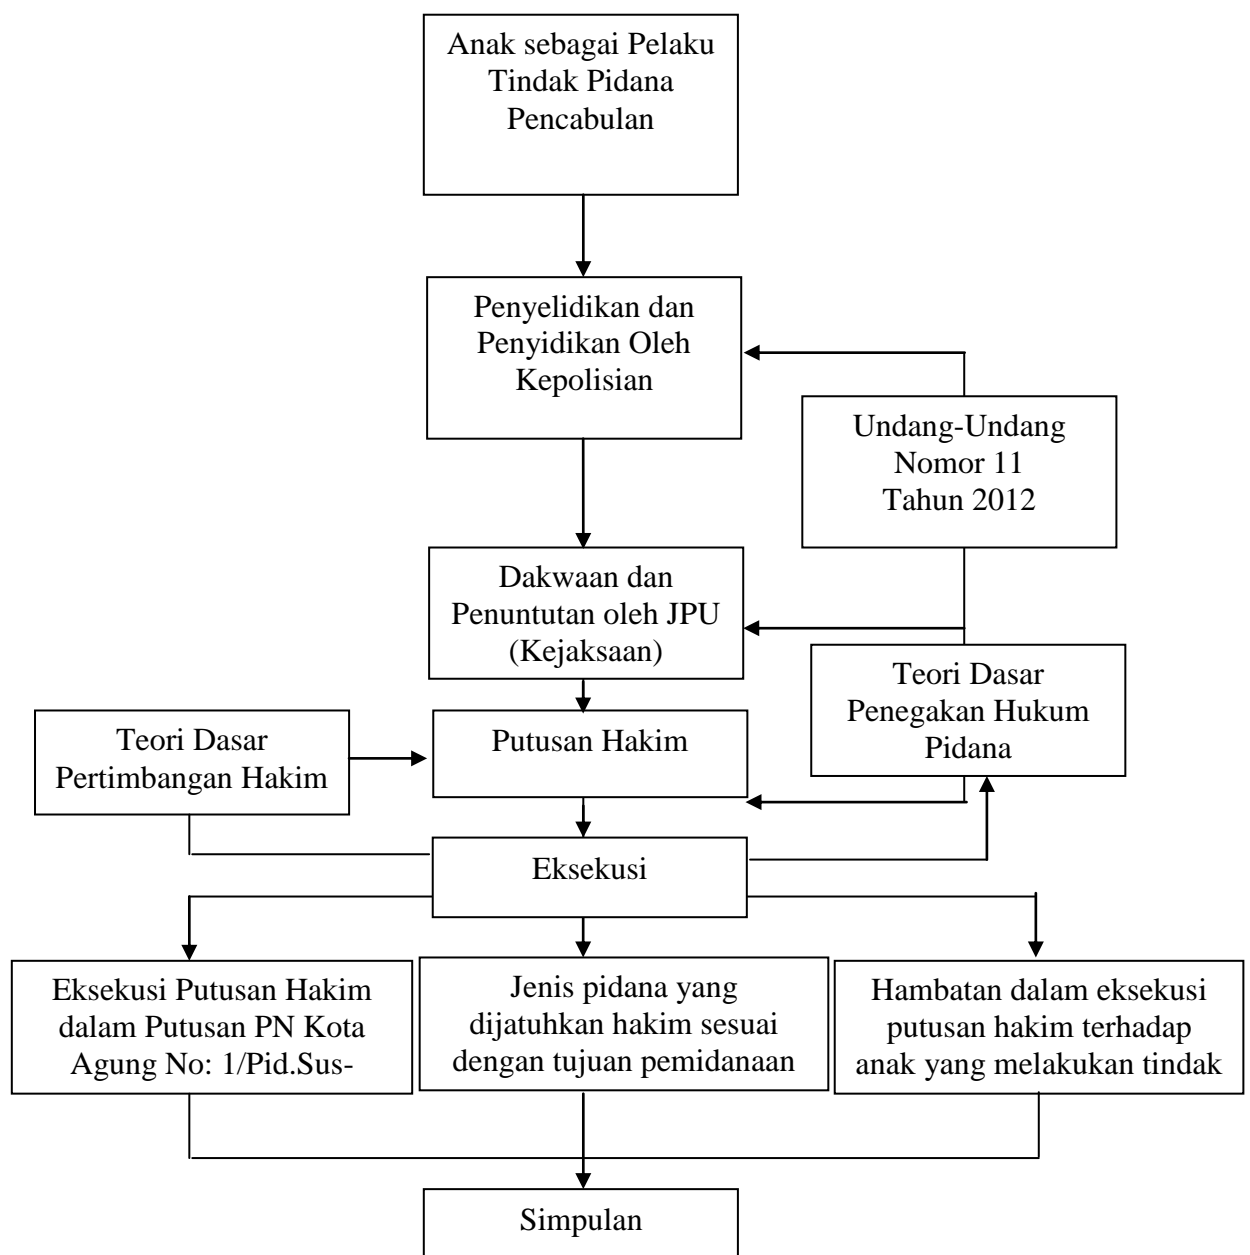 Anak sebagai Pelaku
Tindak Pidana
Pencabulan
Penyelidikan dan
Penyidikan Oleh
Kepolisian
Undang-Undang
Nomor 11
Tahun 2012
Dakwaan dan
Penuntutan oleh JPU
(Kejaksaan)
Teori Dasar
Penegakan Hukum
Pidana
Teori Dasar
Pertimbangan Hakim
Putusan Hakim
Eksekusi
Eksekusi Putusan Hakim
dalam Putusan PN Kota
Agung No: 1/Pid.Sus-
Jenis pidana yang
dijatuhkan hakim sesuai
dengan tujuan pemidanaan
Hambatan dalam eksekusi
putusan hakim terhadap
anak yang melakukan tindak
Simpulan